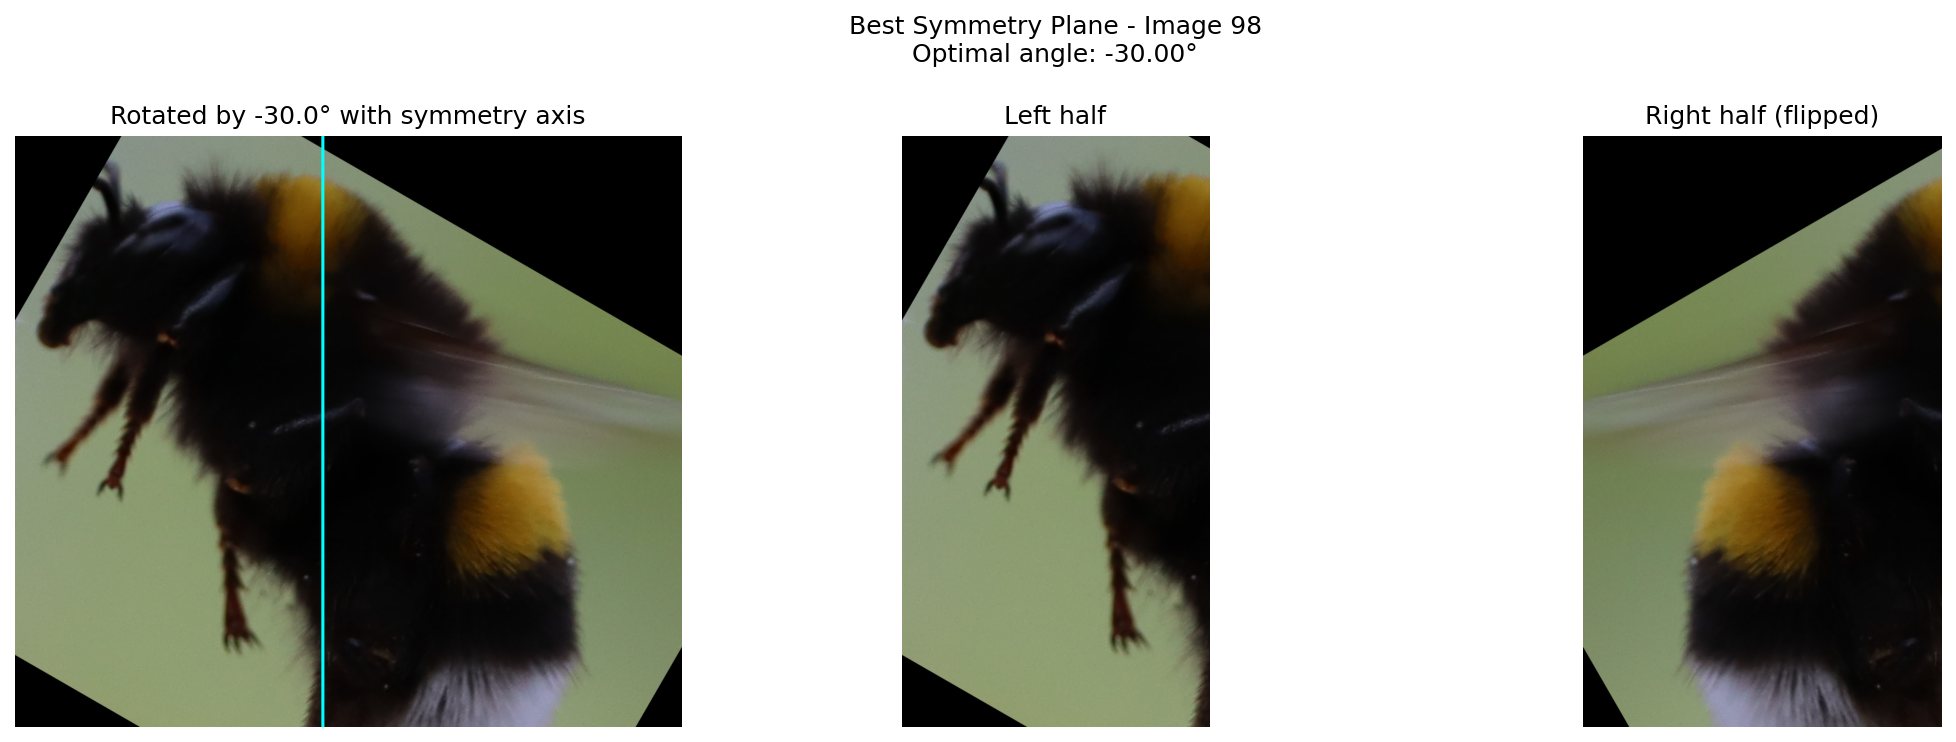 Best Symmetry Plane - Image 98
Optimal angle: -30.00°
Rotated by -30.0° with symmetry axis
Left half
Right half (flipped)